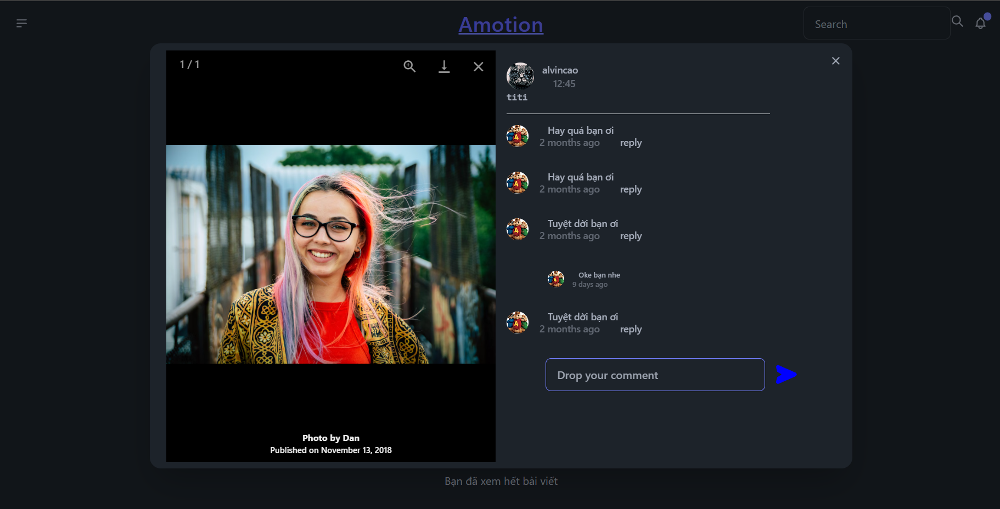 Amotion
Search
1 / 1
alvincao
12:45
titi
Hay quá bạn ơi
2 months ago reply
Hay quá bạn ơi
2 months ago reply
Tuyệt dời bạn ơi
2 months ago reply
Oke bạn nhe
9 days ago
Tuyệt dời bạn ơi
2 months ago reply
Drop your comment
Photo by Dan
Published on November 13, 2018
Bạn đã xem hết bài viết